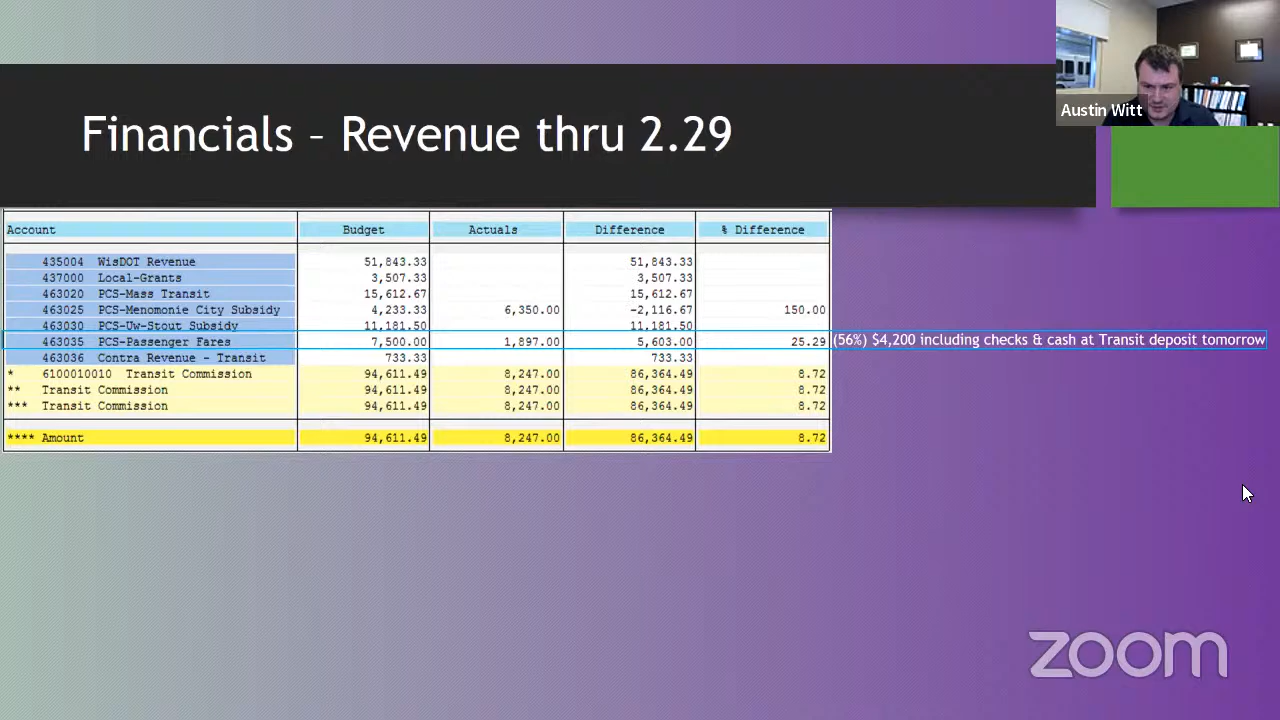 Austin Witt
Financials – Revenue thru 2.29
Account Budget Actuals Difference % Difference
435004 WisDOT Revenue 51,843.33 51,843.33
437000 Local-Grants 3,507.33 3,507.33
463020 PCS-Mass Transit 15,612.67 15,612.67
463025 PCS-Menomonie City Subsidy 4,233.33 6,350.00 -2,116.67 150.00
463030 PCS-Uw-Stout Subsidy 11,181.50 11,181.50
463035 PCS-Passenger Fares 7,500.00 1,897.00 5,603.00 25.29 (56%) $4,200 including checks & cash at Transit deposit tomorrow
463036 Contra Revenue - Transit 733.33 733.33
* 6100010010 Transit Commission 94,611.49 8,247.00 86,364.49 8.72
** Transit Commission 94,611.49 8,247.00 86,364.49 8.72
*** Transit Commission 94,611.49 8,247.00 86,364.49 8.72
**** Amount 94,611.49 8,247.00 86,364.49 8.72
zoom